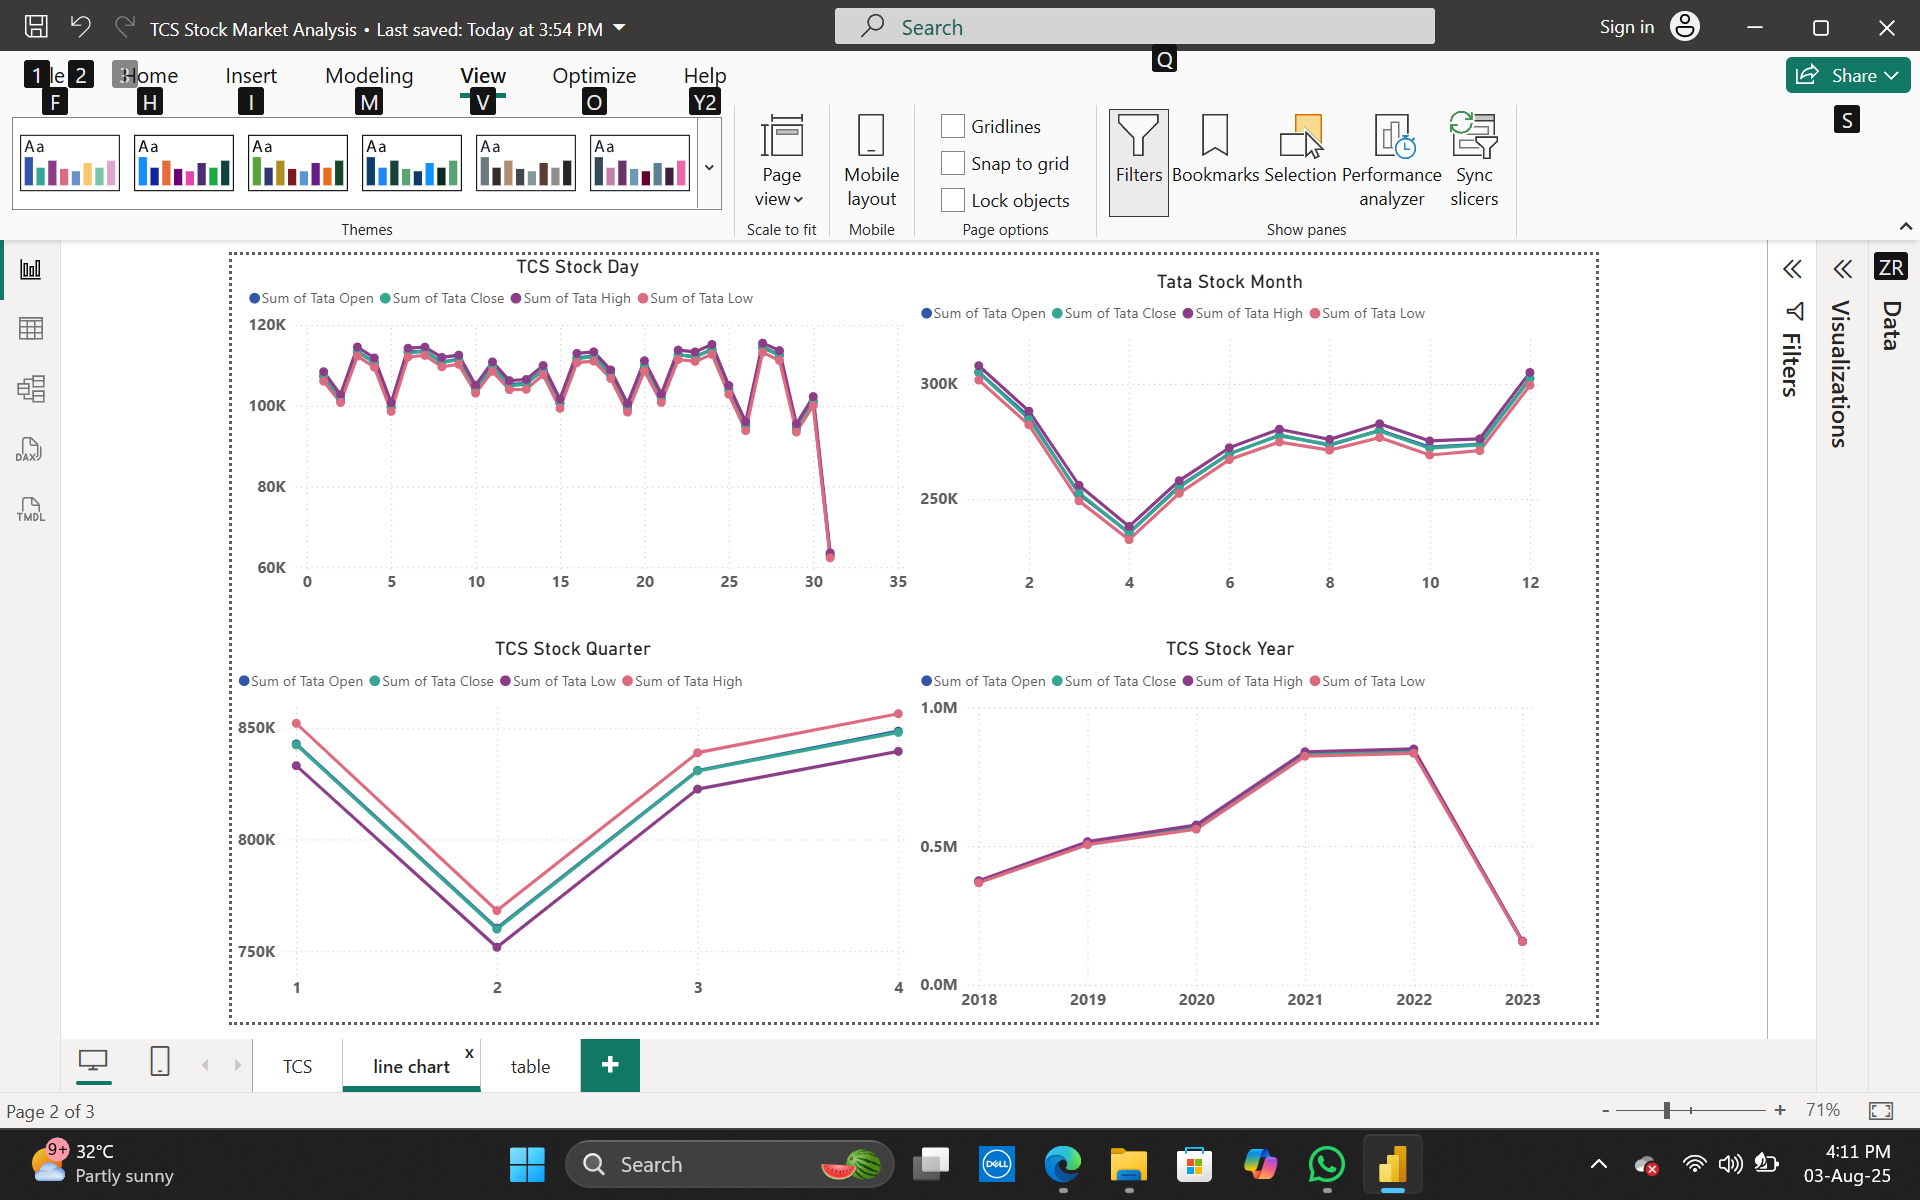 TCS Stock Market Analysis • Last saved: Today at 3:54 PM
Search
Sign in
1 le 2 3 Home Insert Modeling View Optimize Help
F H I M V O Y2 Q
Share
S
Aa Aa Aa Aa Aa Aa
Themes
Page view
Scale to fit
Mobile layout
Mobile
Gridlines
Snap to grid
Lock objects
Page options
Filters
Bookmarks
Selection
Performance analyzer
Sync slicers
Show panes
DAX
TMDL
TCS Stock Day
Sum of Tata Open Sum of Tata Close Sum of Tata High Sum of Tata Low
120K
100K
80K
60K
0 5 10 15 20 25 30 35
Tata Stock Month
Sum of Tata Open Sum of Tata Close Sum of Tata High Sum of Tata Low
300K
250K
2 4 6 8 10 12
TCS Stock Quarter
Sum of Tata Open Sum of Tata Close Sum of Tata Low Sum of Tata High
850K
800K
750K
1 2 3 4
TCS Stock Year
Sum of Tata Open Sum of Tata Close Sum of Tata High Sum of Tata Low
1.0M
0.5M
0.0M
2018 2019 2020 2021 2022 2023
Filters
Visualizations
ZR
Data
TCS
line chart x
table
+
Page 2 of 3
- + 71%
9+
32°C
Partly sunny
Search
DELL
4:11 PM
03-Aug-25